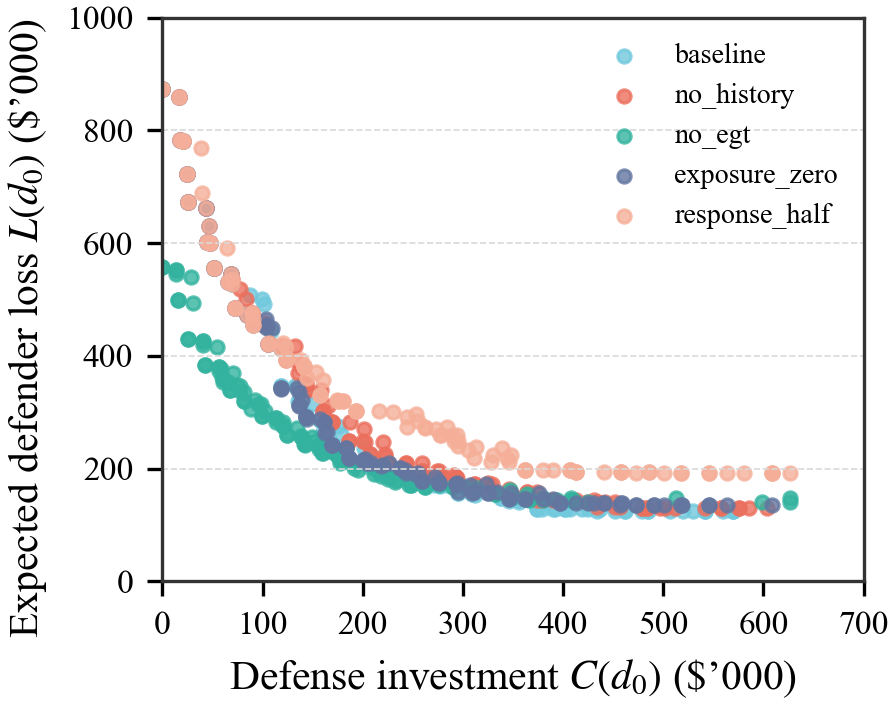 Expected defender loss L(d₀) ($’000)
1000
800
600
400
200
0
0 100 200 300 400 500 600 700
Defense investment C(d₀) ($’000)
baseline
no_history
no_egt
exposure_zero
response_half